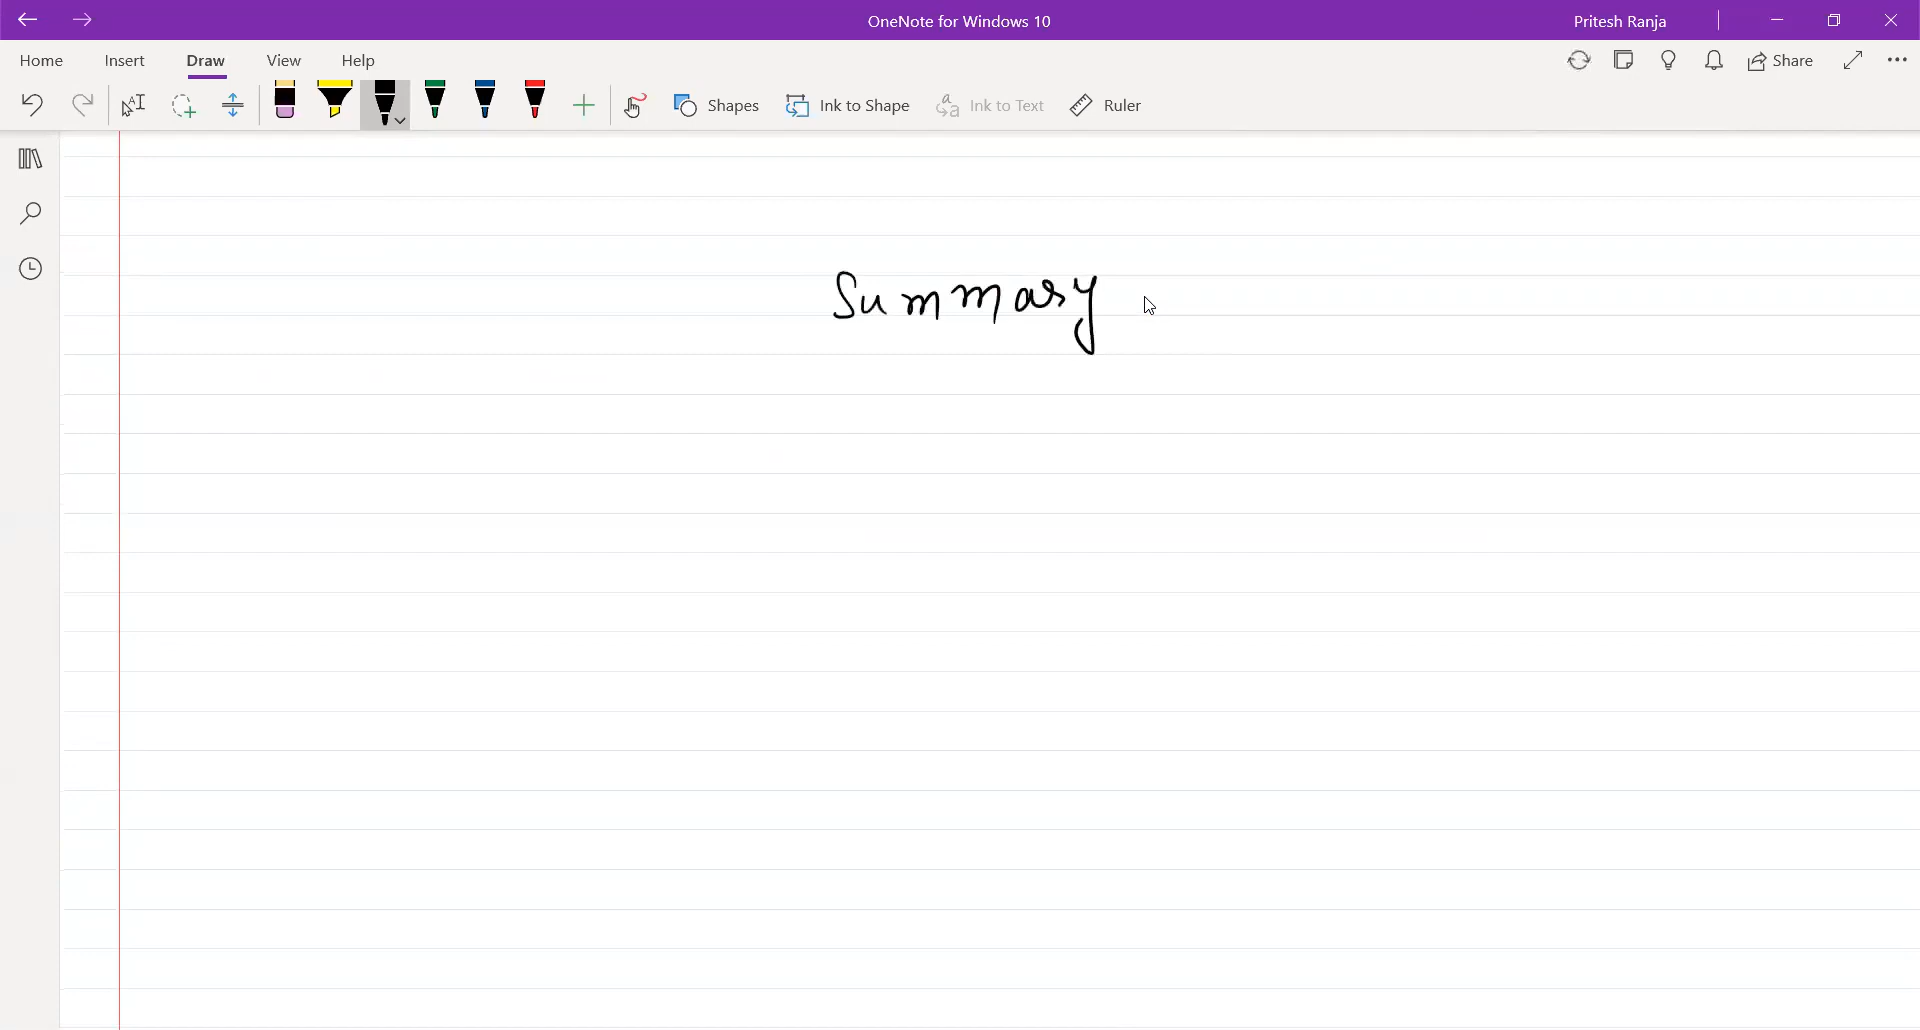 OneNote for Windows 10
Pritesh Ranja
Home Insert Draw View Help
Share
Shapes Ink to Shape Ink to Text Ruler
Summary